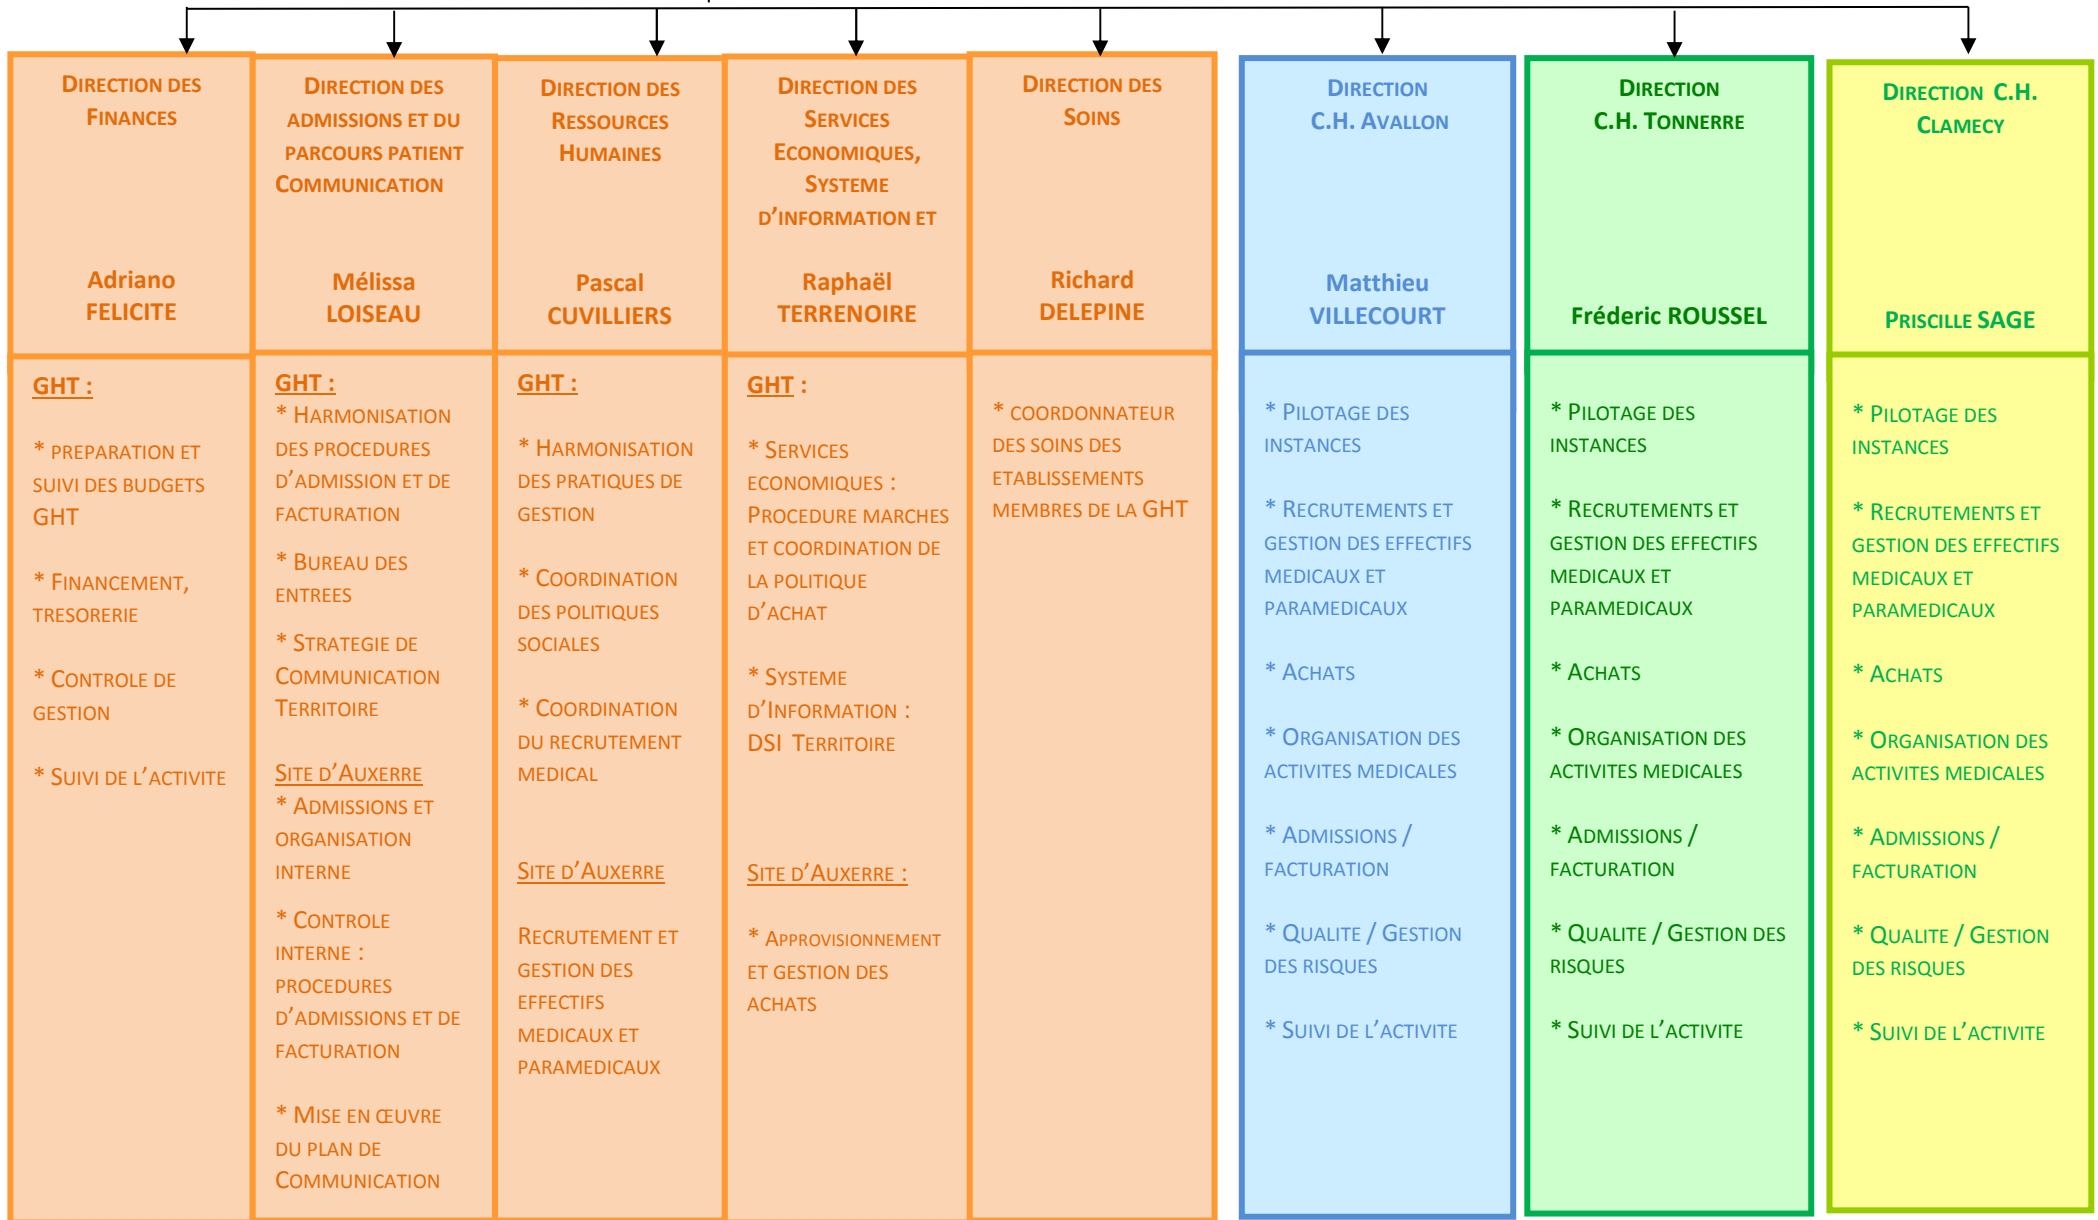 DIRECTION DES
FINANCES
Adriano
FELICITE
GHT :
* PREPARATION ET
SUIVI DES BUDGETS
GHT
* FINANCEMENT,
TRESORERIE
* CONTROLE DE
GESTION
* SUIVI DE L'ACTIVITE
DIRECTION DES
ADMISSIONS ET DU
PARCOURS PATIENT
COMMUNICATION
Mélissa
LOISEAU
GHT :
* HARMONISATION
DES PROCEDURES
D'ADMISSION ET DE
FACTURATION
* BUREAU DES
ENTREES
* STRATEGIE DE
COMMUNICATION
TERRITOIRE
SITE D'AUXERRE
* ADMISSIONS ET
ORGANISATION
INTERNE
* CONTROLE
INTERNE :
PROCEDURES
D'ADMISSIONS ET DE
FACTURATION
* MISE EN ŒUVRE
DU PLAN DE
COMMUNICATION
DIRECTION DES
RESSOURCES
HUMAINES
Pascal
CUVILLIERS
GHT :
* HARMONISATION
DES PRATIQUES DE
GESTION
* COORDINATION
DES POLITIQUES
SOCIALES
* COORDINATION
DU RECRUTEMENT
MEDICAL
SITE D'AUXERRE
RECRUTEMENT ET
GESTION DES
EFFECTIFS
MEDICAUX ET
PARAMEDICAUX
DIRECTION DES
SERVICES
ECONOMIQUES,
SYSTEME
D'INFORMATION ET
Raphaël
TERRENOIRE
GHT :
* SERVICES
ECONOMIQUES :
PROCEDURE MARCHES
ET COORDINATION DE
LA POLITIQUE
D'ACHAT
* SYSTEME
D'INFORMATION :
DSI TERRITOIRE
SITE D'AUXERRE :
* APPROVISIONNEMENT
ET GESTION DES
ACHATS
DIRECTION DES
SOINS
Richard
DELEPINE
* COORDONNATEUR
DES SOINS DES
ETABLISSEMENTS
MEMBRES DE LA GHT
DIRECTION
C.H. AVALLON
Matthieu
VILLECOURT
* PILOTAGE DES
INSTANCES
* RECRUTEMENTS ET
GESTION DES EFFECTIFS
MEDICAUX ET
PARAMEDICAUX
* ACHATS
* ORGANISATION DES
ACTIVITES MEDICALES
* ADMISSIONS /
FACTURATION
* QUALITE / GESTION
DES RISQUES
* SUIVI DE L'ACTIVITE
DIRECTION
C.H. TONNERRE
Fréderic ROUSSEL
* PILOTAGE DES
INSTANCES
* RECRUTEMENTS ET
GESTION DES EFFECTIFS
MEDICAUX ET
PARAMEDICAUX
* ACHATS
* ORGANISATION DES
ACTIVITES MEDICALES
* ADMISSIONS /
FACTURATION
* QUALITE / GESTION DES
RISQUES
* SUIVI DE L'ACTIVITE
DIRECTION C.H.
CLAMECY
PRISCILLE SAGE
* PILOTAGE DES
INSTANCES
* RECRUTEMENTS ET
GESTION DES EFFECTIFS
MEDICAUX ET
PARAMEDICAUX
* ACHATS
* ORGANISATION DES
ACTIVITES MEDICALES
* ADMISSIONS /
FACTURATION
* QUALITE / GESTION
DES RISQUES
* SUIVI DE L'ACTIVITE